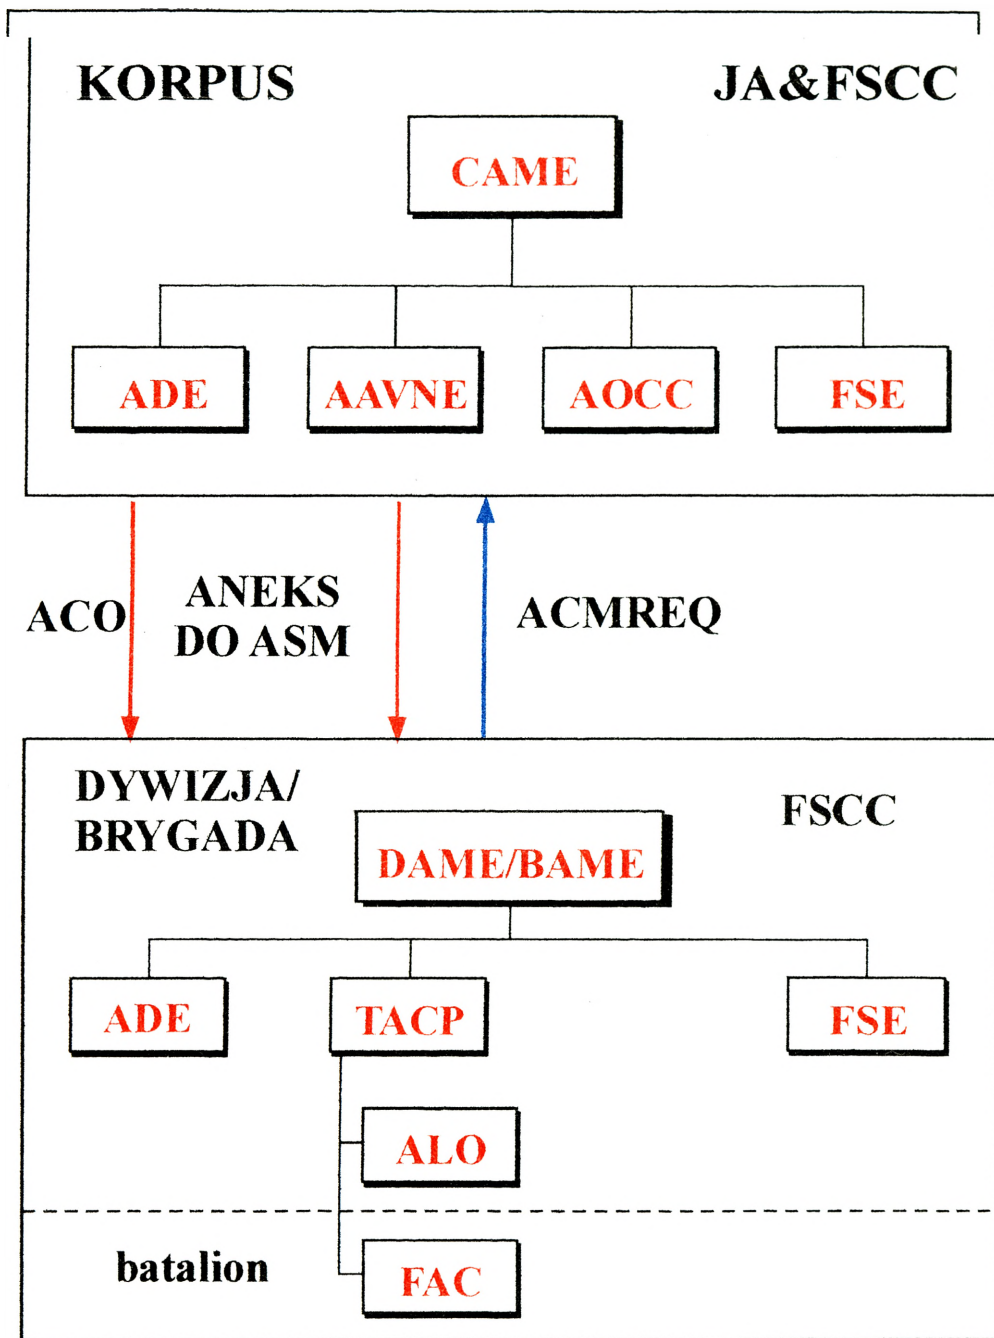 KORPUS
JA&FSCC
CAME
ADE
AAVNE
AOCC
FSE
ACO
ANEKS
DO ASM
ACMREQ
DYWIZJA/
BRYGADA
FSCC
DAME/BAME
ADE
TACP
FSE
ALO
batalion
FAC